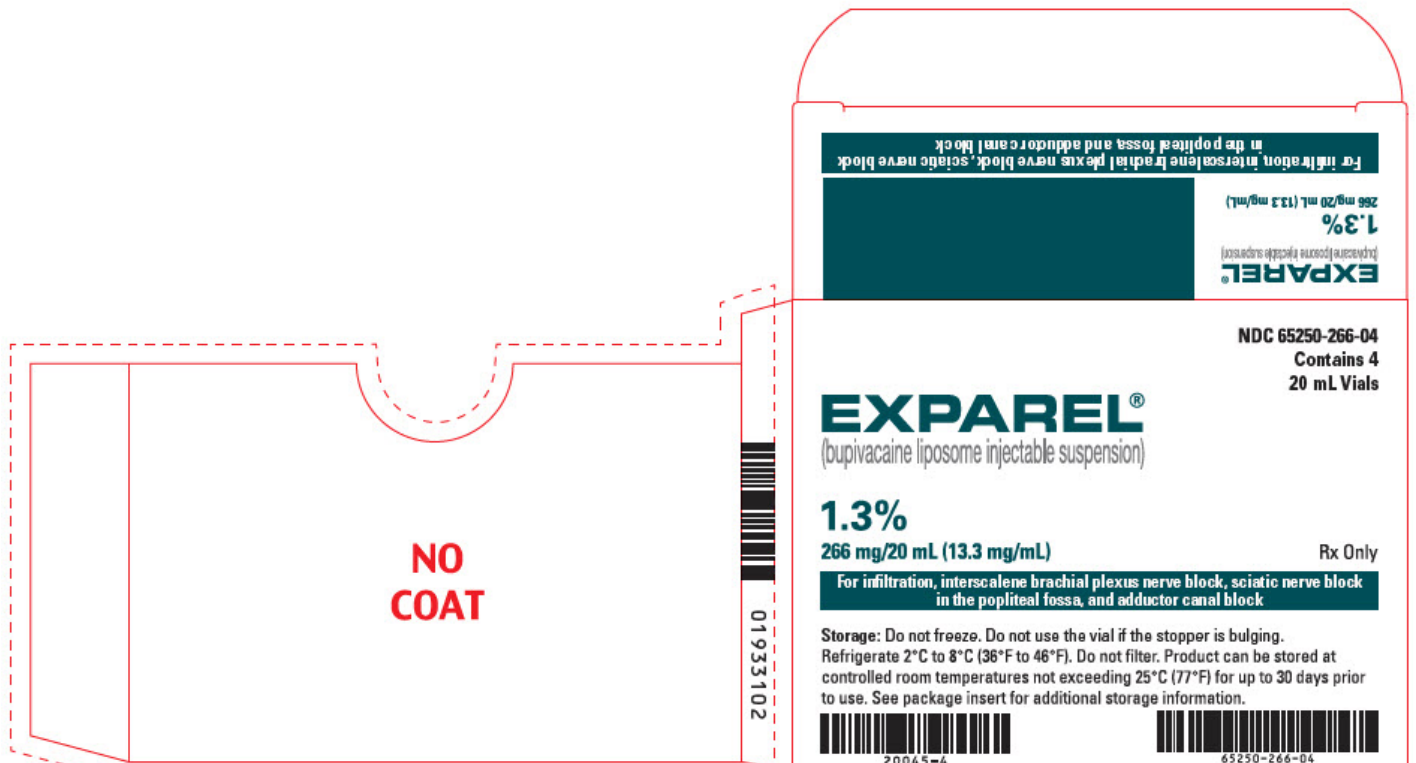 For infiltration, interscalene brachial plexus nerve block, sciatic nerve block
in the popliteal fossa, and adductor canal block
EXPAREL®
(bupivacaine liposome injectable suspension)
1.3%
266 mg/20 mL (13.3 mg/mL)
NDC 65250-266-04
Contains 4
20 mL Vials
EXPAREL®
(bupivacaine liposome injectable suspension)
1.3%
266 mg/20 mL (13.3 mg/mL)
Rx Only
For infiltration, interscalene brachial plexus nerve block, sciatic nerve block
in the popliteal fossa, and adductor canal block
Storage: Do not freeze. Do not use the vial if the stopper is bulging.
Refrigerate 2°C to 8°C (36°F to 46°F). Do not filter. Product can be stored at
controlled room temperatures not exceeding 25°C (77°F) for up to 30 days prior
to use. See package insert for additional storage information.
20045-4
65250-266-04
NO
COAT
01933102